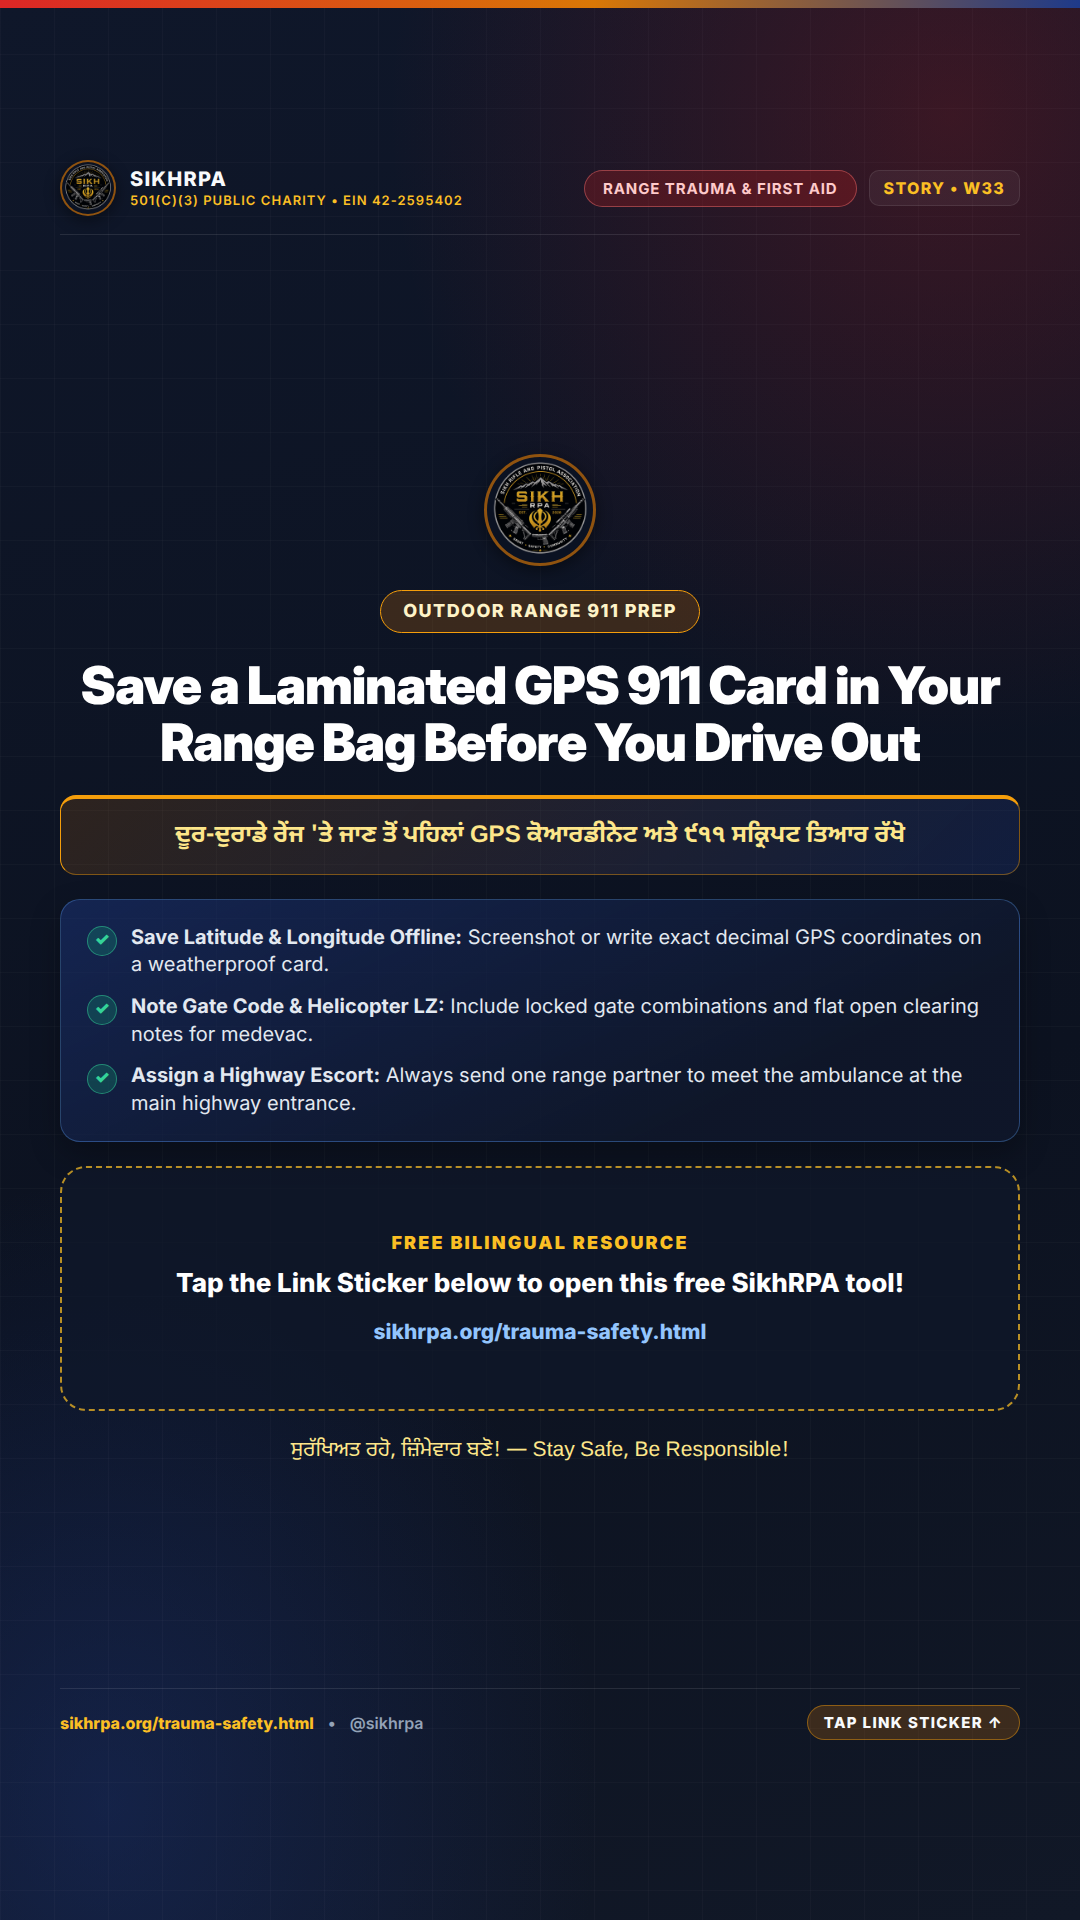 SIKHRPA
501(C)(3) PUBLIC CHARITY • EIN 42-2595402
RANGE TRAUMA & FIRST AID
STORY • W33
SIKH RIFLE AND PISTOL ASSOCIATION
SIKH
RPA
OUTDOOR RANGE 911 PREP
Save a Laminated GPS 911 Card in Your
Range Bag Before You Drive Out
ਦੂਰ-ਦੁਰਾਡੇ ਰੇਂਜ 'ਤੇ ਜਾਣ ਤੋਂ ਪਹਿਲਾਂ GPS ਕੋਆਰਡੀਨੇਟ ਅਤੇ ੯੧੧ ਸਕ੍ਰਿਪਟ ਤਿਆਰ ਰੱਖੋ
Save Latitude & Longitude Offline: Screenshot or write exact decimal GPS coordinates on
a weatherproof card.
Note Gate Code & Helicopter LZ: Include locked gate combinations and flat open clearing
notes for medevac.
Assign a Highway Escort: Always send one range partner to meet the ambulance at the
main highway entrance.
FREE BILINGUAL RESOURCE
Tap the Link Sticker below to open this free SikhRPA tool!
sikhrpa.org/trauma-safety.html
ਸੁਰੱਖਿਅਤ ਰਹੋ, ਜ਼ਿੰਮੇਵਾਰ ਬਣੋ! — Stay Safe, Be Responsible!
sikhrpa.org/trauma-safety.html • @sikhrpa
TAP LINK STICKER ↑